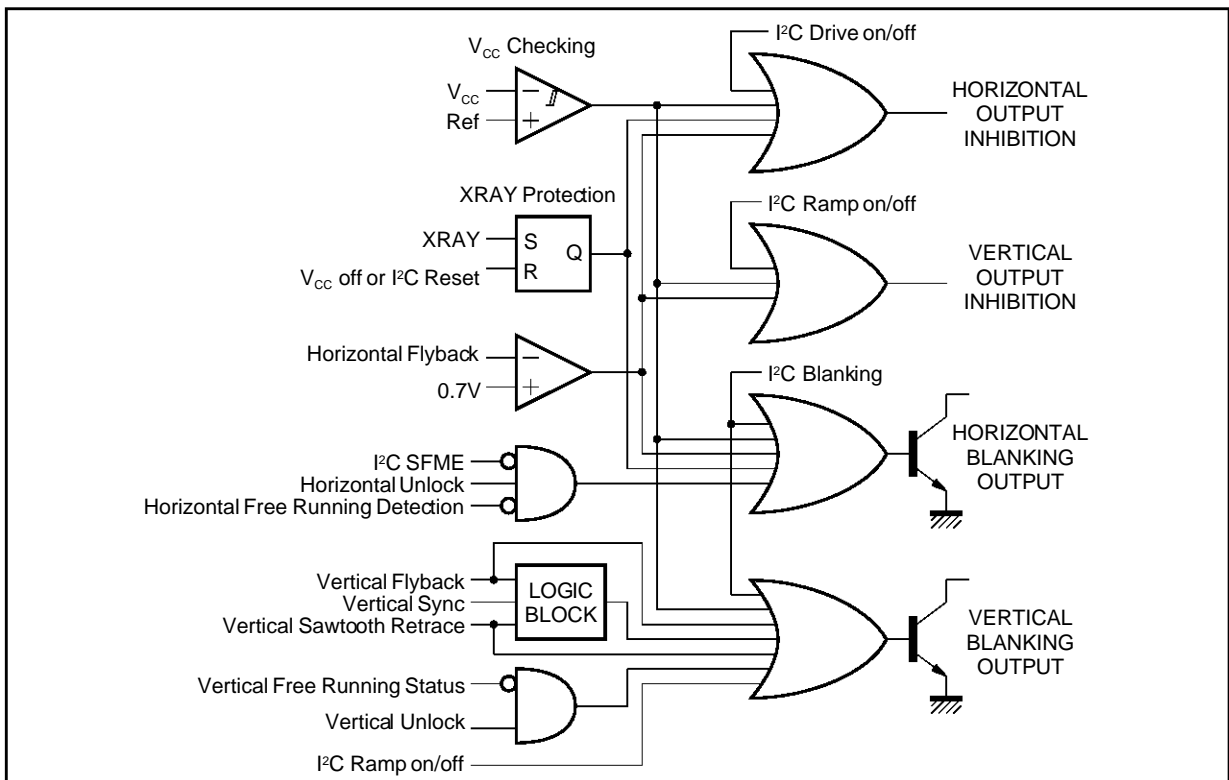 I²C Drive on/off
V_CC Checking
V_CC
Ref
−
+
HORIZONTAL
OUTPUT
INHIBITION
XRAY Protection
XRAY
S
Q
R
V_CC off or I²C Reset
I²C Ramp on/off
VERTICAL
OUTPUT
INHIBITION
Horizontal Flyback
−
0.7V
+
I²C Blanking
HORIZONTAL
BLANKING
OUTPUT
I²C SFME
Horizontal Unlock
Horizontal Free Running Detection
Vertical Flyback
Vertical Sync
Vertical Sawtooth Retrace
LOGIC
BLOCK
VERTICAL
BLANKING
OUTPUT
Vertical Free Running Status
Vertical Unlock
I²C Ramp on/off